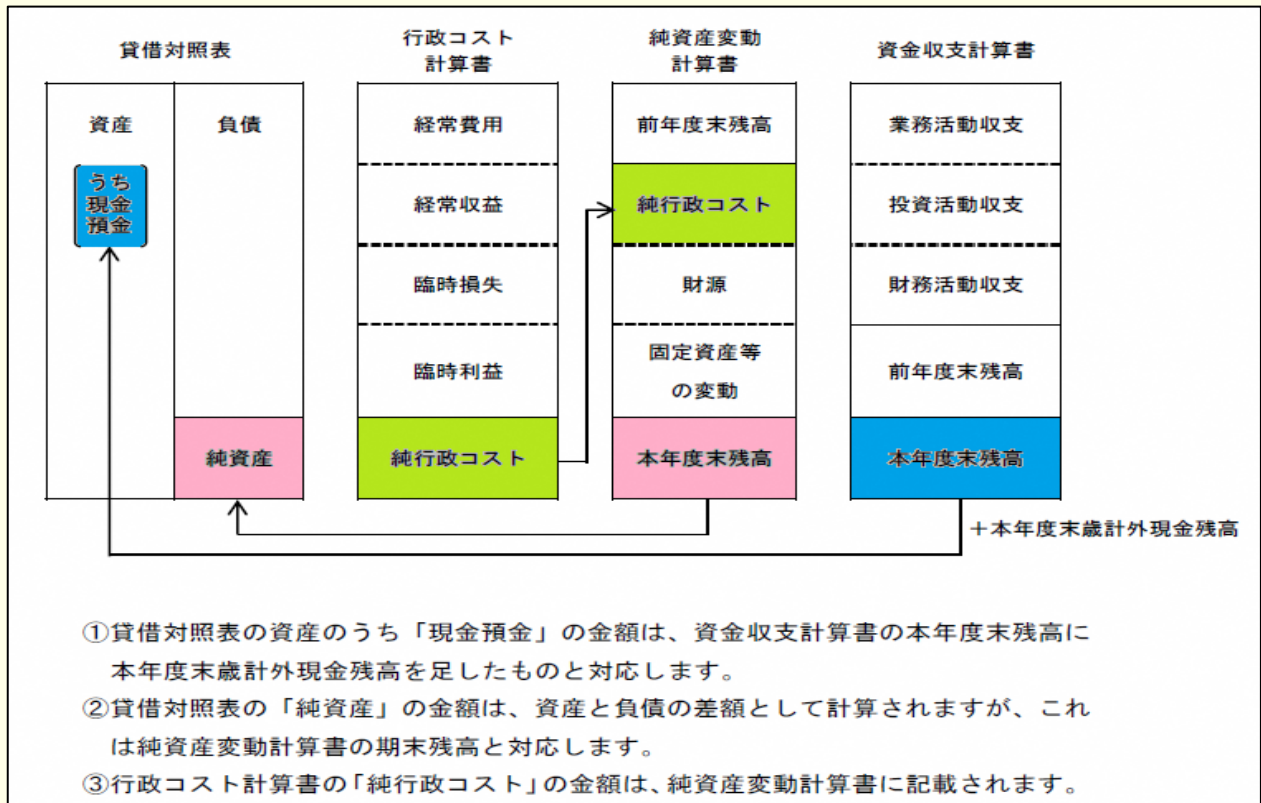 貸借対照表
行政コスト
計算書
純資産変動
計算書
資金収支計算書
資産
うち
現金
預金
負債
純資産
経常費用
経常収益
臨時損失
臨時利益
純行政コスト
前年度末残高
純行政コスト
財源
固定資産等
の変動
本年度末残高
業務活動収支
投資活動収支
財務活動収支
前年度末残高
本年度末残高
＋本年度末歳計外現金残高
①貸借対照表の資産のうち「現金預金」の金額は、資金収支計算書の本年度末残高に
本年度末歳計外現金残高を足したものと対応します。
②貸借対照表の「純資産」の金額は、資産と負債の差額として計算されますが、これ
は純資産変動計算書の期末残高と対応します。
③行政コスト計算書の「純行政コスト」の金額は、純資産変動計算書に記載されます。